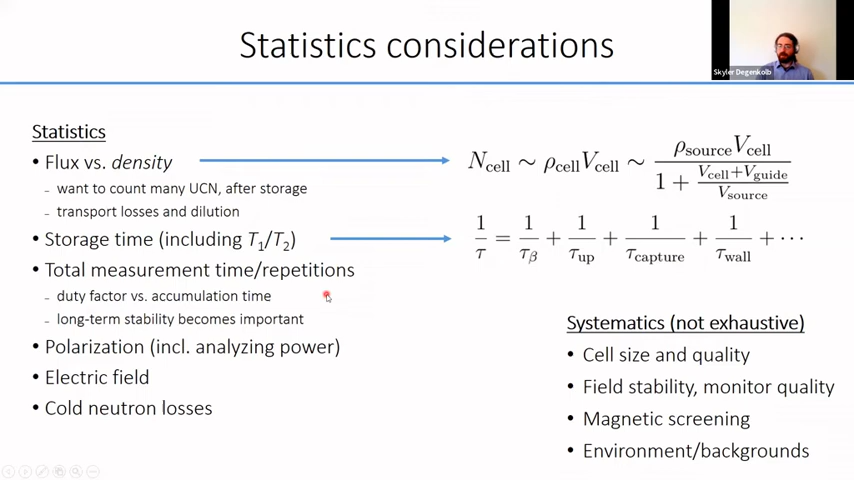 Statistics considerations
Skyler Degenkolb
Statistics
• Flux vs. density
- want to count many UCN, after storage
- transport losses and dilution
• Storage time (including T₁/T₂)
• Total measurement time/repetitions
- duty factor vs. accumulation time
- long-term stability becomes important
• Polarization (incl. analyzing power)
• Electric field
• Cold neutron losses
N_cell ∼ ρ_cell V_cell ∼ ρ_source V_cell / (1 + (V_cell+V_guide)/V_source)
1/τ = 1/τ_β + 1/τ_up + 1/τ_capture + 1/τ_wall + ⋯
Systematics (not exhaustive)
• Cell size and quality
• Field stability, monitor quality
• Magnetic screening
• Environment/backgrounds